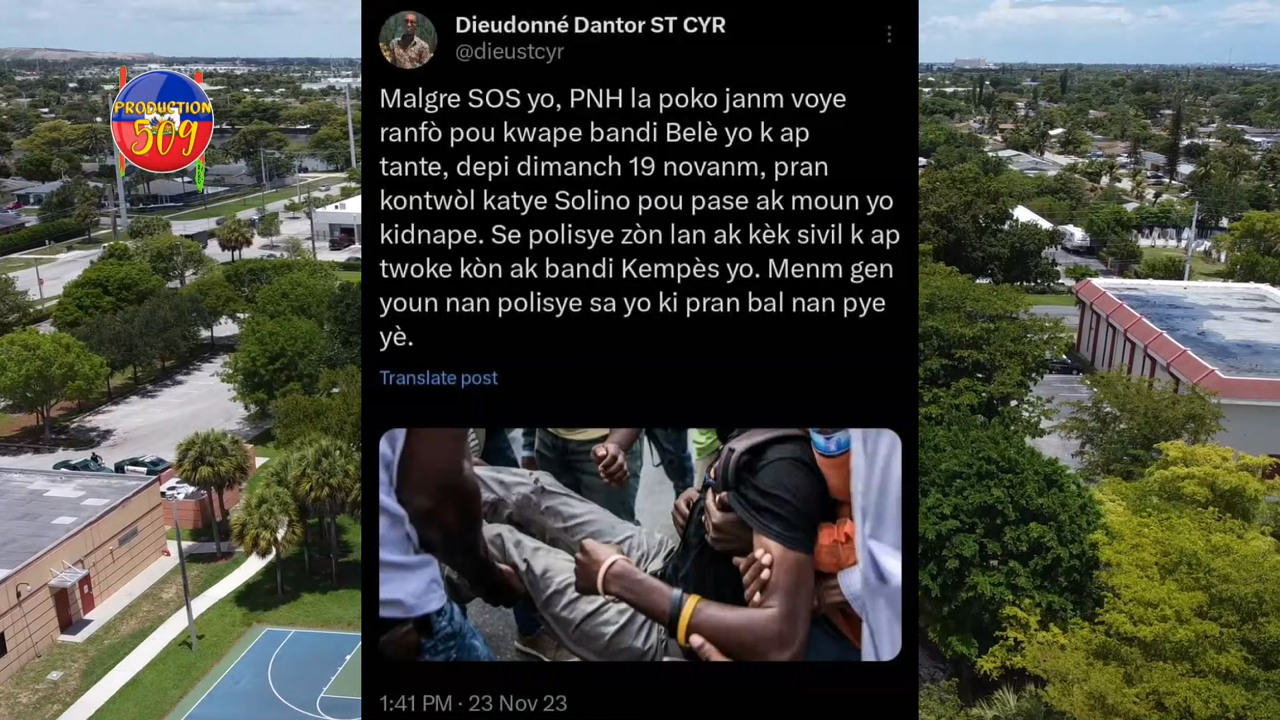 PRODUCTION
509
Dieudonné Dantor ST CYR
@dieustcyr
Malgre SOS yo, PNH la poko janm voye
ranfò pou kwape bandi Belè yo k ap
tante, depi dimanch 19 novanm, pran
kontwòl katye Solino pou pase ak moun yo
kidnape. Se polisye zòn lan ak kèk sivil k ap
twoke kòn ak bandi Kempès yo. Menm gen
youn nan polisye sa yo ki pran bal nan pye
yè.
Translate post
1:41 PM · 23 Nov 23